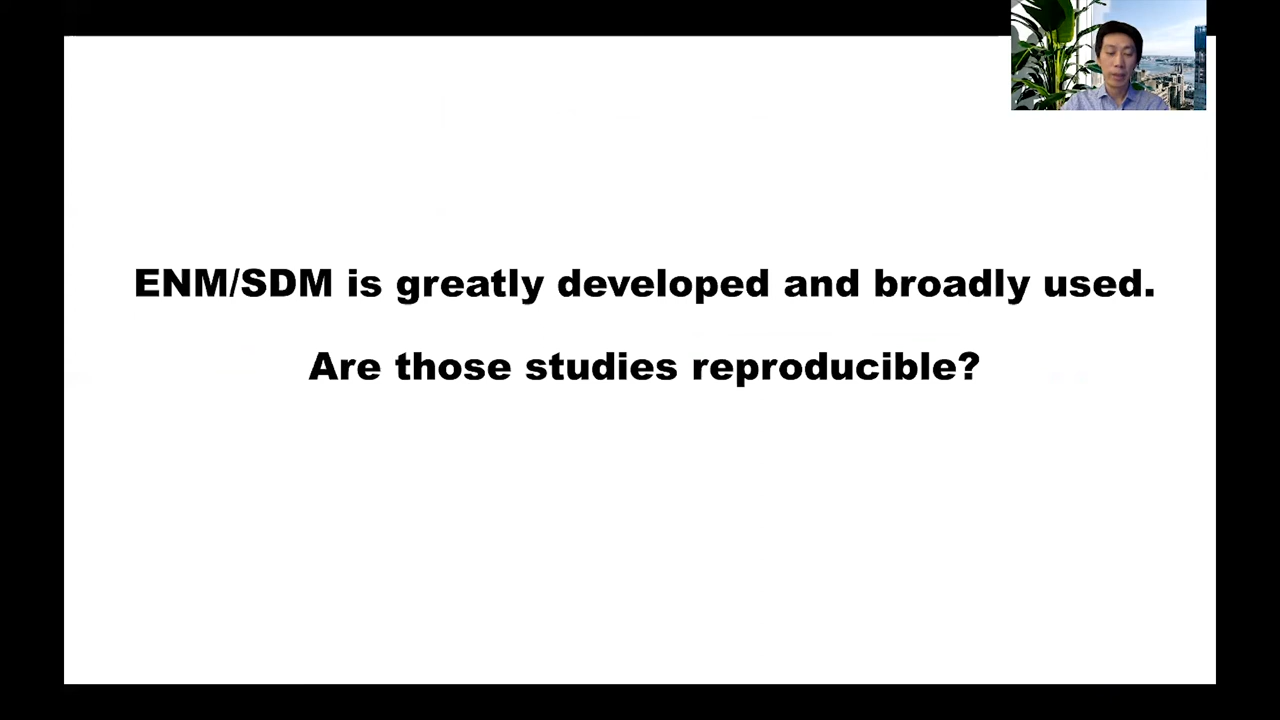 ENM/SDM is greatly developed and broadly used.
Are those studies reproducible?